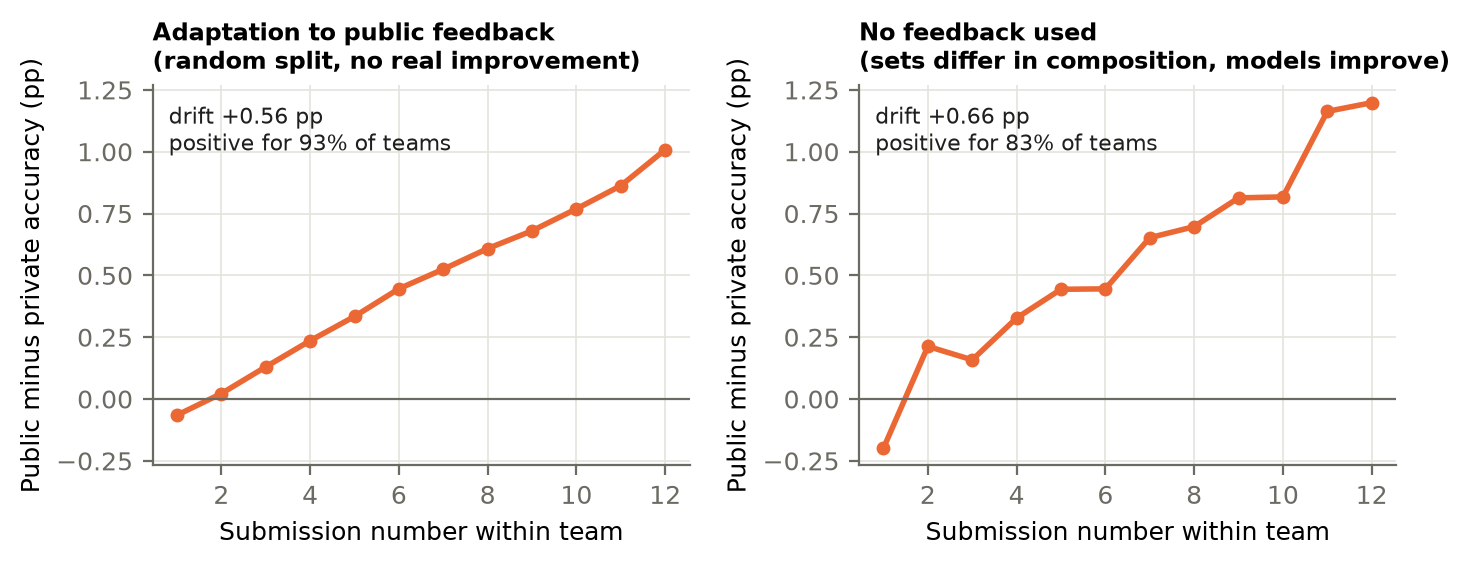 Adaptation to public feedback
(random split, no real improvement)
Public minus private accuracy (pp)
1.25
1.00
0.75
0.50
0.25
0.00
−0.25
drift +0.56 pp
positive for 93% of teams
2
4
6
8
10
12
Submission number within team
No feedback used
(sets differ in composition, models improve)
Public minus private accuracy (pp)
1.25
1.00
0.75
0.50
0.25
0.00
−0.25
drift +0.66 pp
positive for 83% of teams
2
4
6
8
10
12
Submission number within team